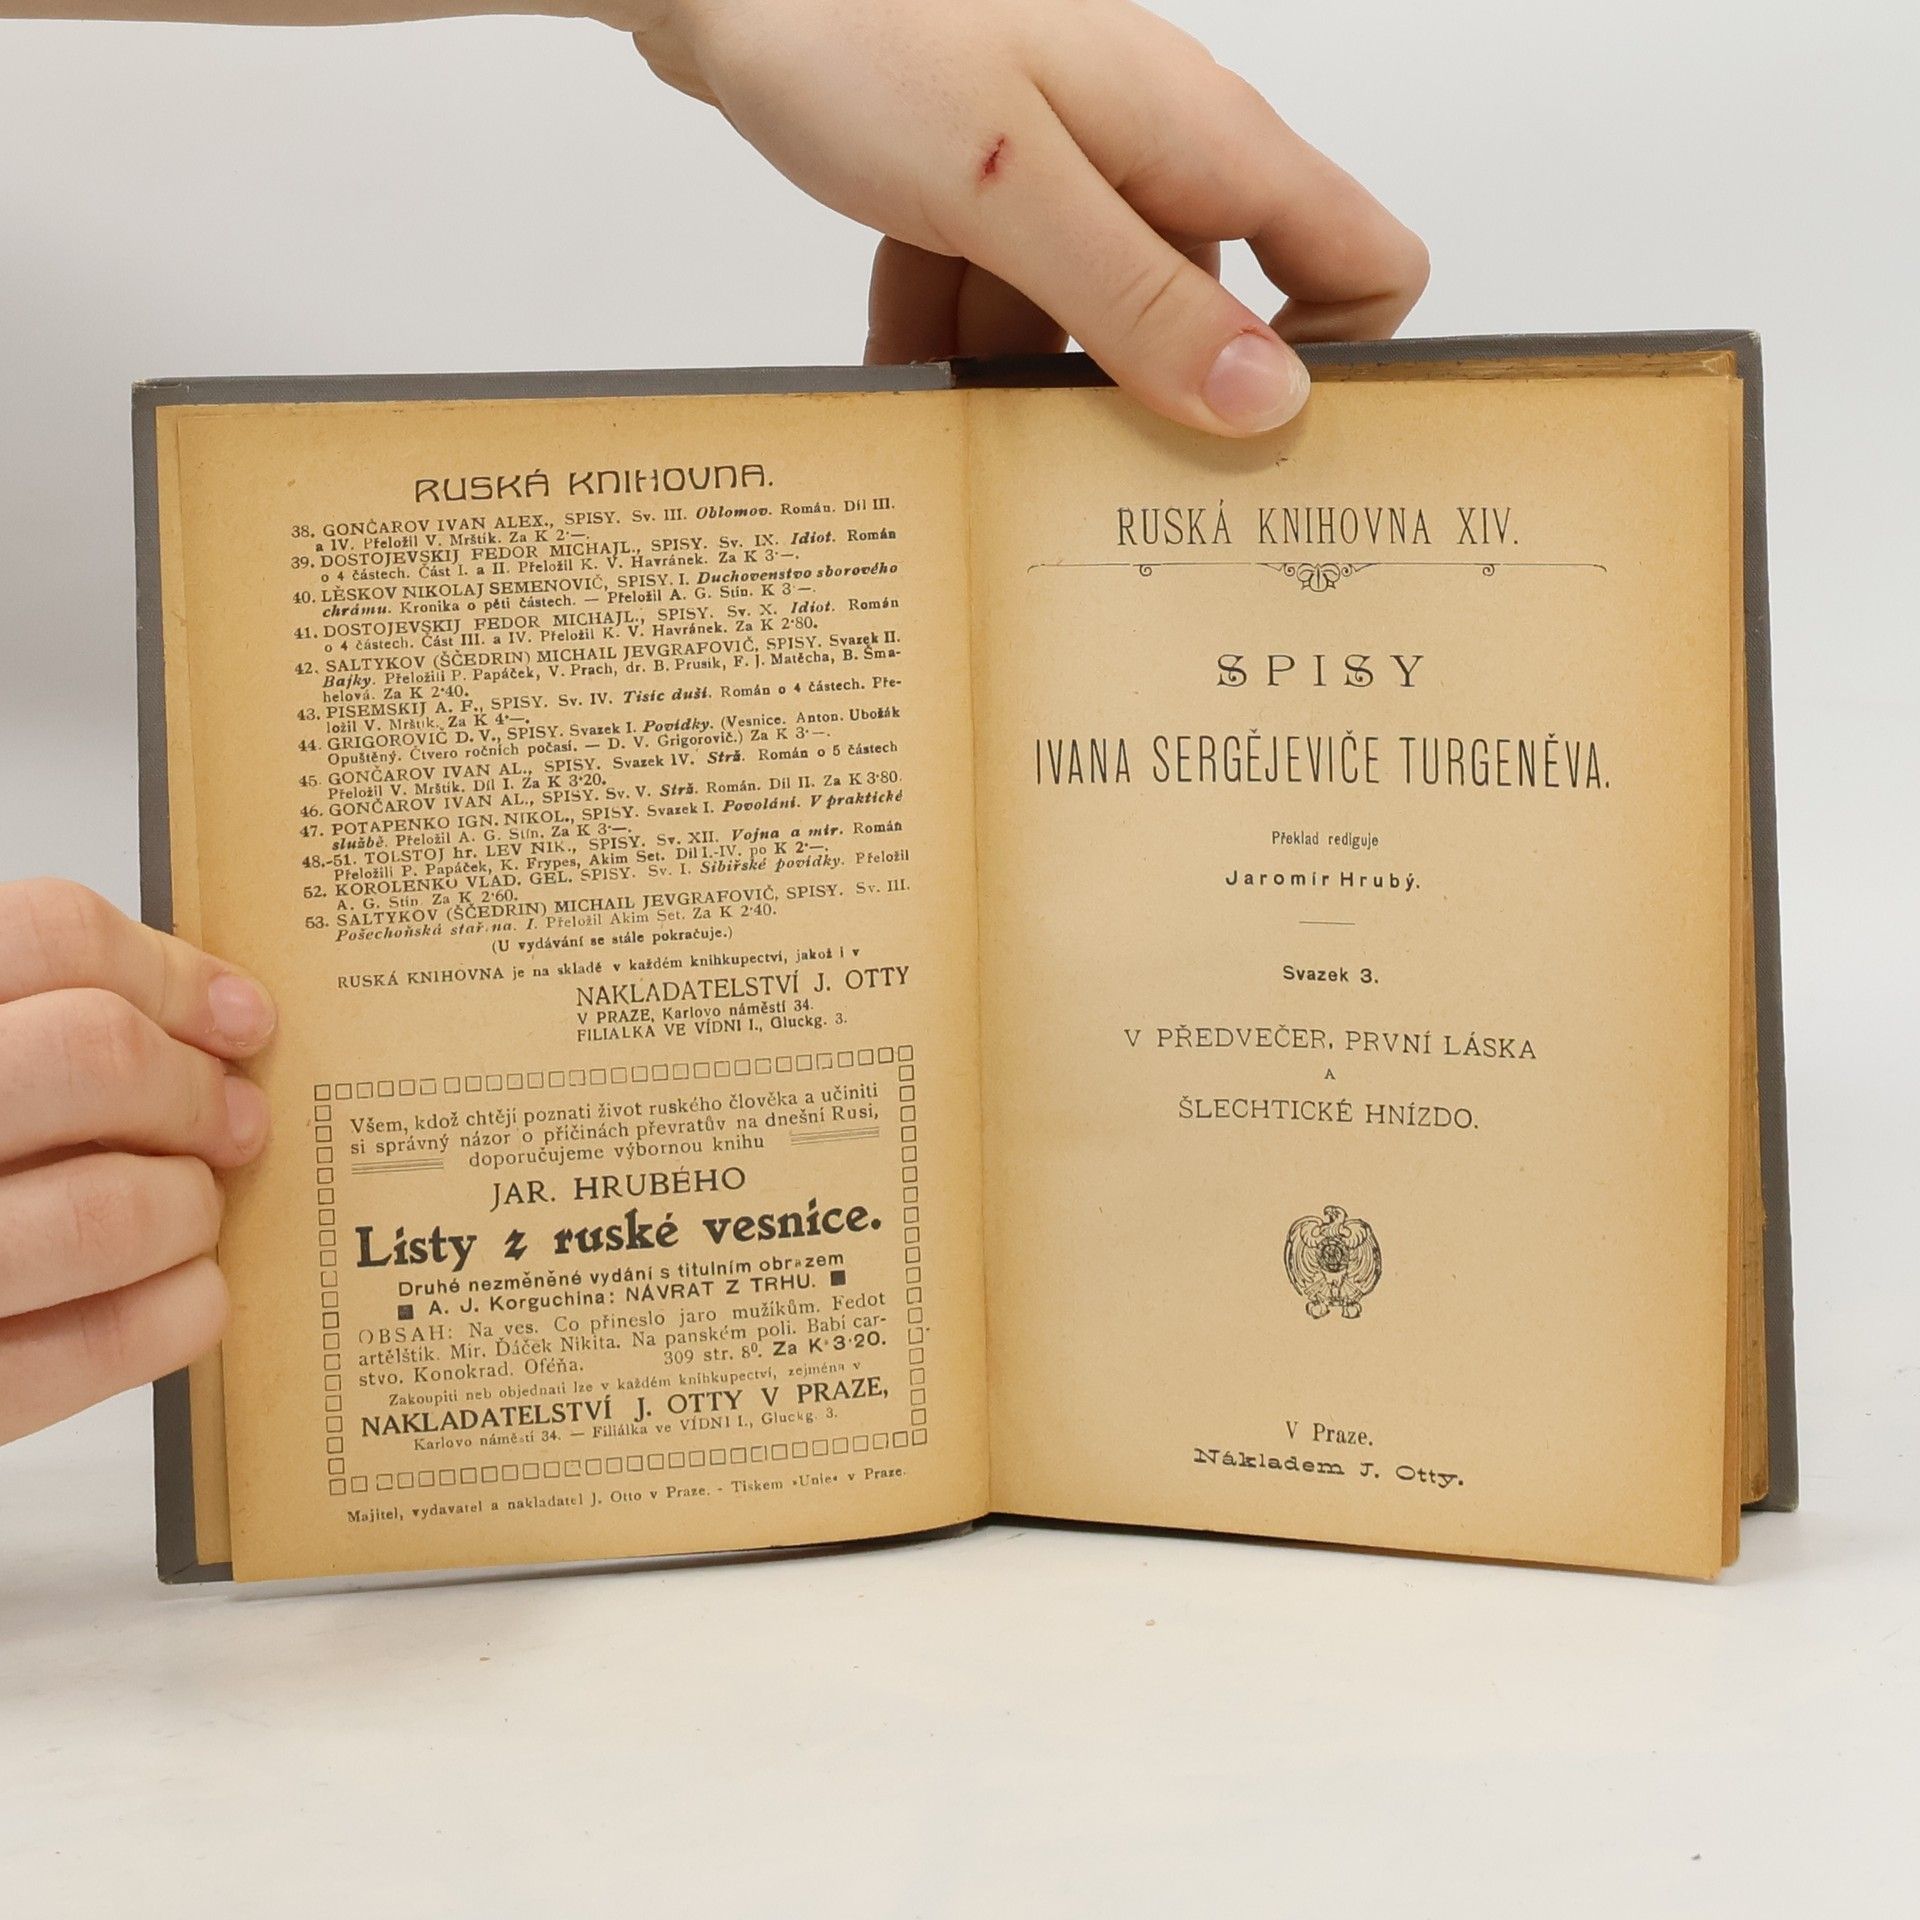 RUSKÁ KNIHOVNA.
38. GONČAROV IVAN ALEX., SPISY. Sv. III. Oblomov. Román. Díl III.
a IV. Přeložil V. Mrštík. Za K 2·—.
39. DOSTOJEVSKIJ FEDOR MICHAJL., SPISY. Sv. IX. Idiot. Román
o 4 částech. Část I. a II. Přeložil K. V. Havránek. Za K 3·—.
40. LĚSKOV NIKOLAJ SEMENOVIČ, SPISY. I. Duchovenstvo sborového
chrámu. Kronika o pěti částech. — Přeložil A. G. Stín. K 3·—.
41. DOSTOJEVSKIJ FEDOR MICHAJL., SPISY. Sv. X. Idiot. Román
o 4 částech. Část III. a IV. Přeložil K. V. Havránek. Za K 2·80.
42. SALTYKOV (ŠČEDRIN) MICHAIL JEVGRAFOVIČ, SPISY. Svazek II.
Bajky. Přeložili P. Papáček, V. Prach, dr. B. Prusík, F. J. Matěcha, B. Šma-
helová. Za K 2·40.
43. PISEMSKIJ A. F., SPISY. Sv. IV. Tisíc duší. Román o 4 částech. Pře-
ložil V. Mrštík. Za K 4·—.
44. GRIGOROVIČ D. V., SPISY. Svazek I. Povídky. (Vesnice. Anton. Ubožák
Opuštěný. Čtvero ročních počasí. — D. V. Grigorovič.) Za K 3·—.
45. GONČAROV IVAN AL., SPISY. Svazek IV. Strž. Román o 5 částech
Přeložil V. Mrštík. Díl I. Za K 3·20.
46. GONČAROV IVAN AL., SPISY. Sv. V. Strž. Román. Díl II. Za K 3·80.
47. POTAPENKO IGN. NIKOL., SPISY. Svazek I. Povolání. V praktické
službě. Přeložil A. G. Stín. Za K 3·—.
48.-51. TOLSTOJ hr. LEV NIK., SPISY. Sv. XII. Vojna a mír. Román
Přeložili P. Papáček, K. Frypes, Akim Set. Díl I.-IV. po K 2·—.
52. KOROLENKO VLAD. GEL. SPISY. Sv. I. Sibiřské povídky. Přeložil
A. G. Stín. Za K 2·60.
53. SALTYKOV (ŠČEDRIN) MICHAIL JEVGRAFOVIČ, SPISY. Sv. III.
Pošechoňská stař.na. I. Přeložil Akim Set. Za K 2·40.
(U vydávání se stále pokračuje.)
RUSKÁ KNIHOVNA je na skladě v každém knihkupectví, jakož i v
NAKLADATELSTVÍ J. OTTY
V PRAZE, Karlovo náměstí 34.
FILIALKA VE VÍDNI I., Gluckg. 3.
Všem, kdož chtějí poznati život ruského člověka a učiniti
si správný názor o příčinách převratův na dnešní Rusi,
doporučujeme výbornou knihu
JAR. HRUBÉHO
Listy z ruské vesnice.
Druhé nezměněné vydání s titulním obrazem
A. J. Korguchina: NÁVRAT Z TRHU.
OBSAH: Na ves. Co přineslo jaro mužíkům. Fedot
artělštík. Mír. Ďáček Nikita. Na panském poli. Babí car-
stvo. Konokrad. Oféňa. 309 str. 8⁰. Za K 3·20.
Zakoupiti neb objednati lze v každém knihkupectví, zejména v
NAKLADATELSTVÍ J. OTTY V PRAZE,
Karlovo náměstí 34. — Filiálka ve VÍDNI I., Gluckg. 3.
Majitel, vydavatel a nakladatel J. Otto v Praze. - Tiskem »Unie« v Praze.
RUSKÁ KNIHOVNA XIV.
SPISY
IVANA SERGĚJEVIČE TURGENĚVA.
Překlad rediguje
Jaromír Hrubý.
Svazek 3.
V PŘEDVEČER, PRVNÍ LÁSKA
A
ŠLECHTICKÉ HNÍZDO.
V Praze.
Nákladem J. Otty.